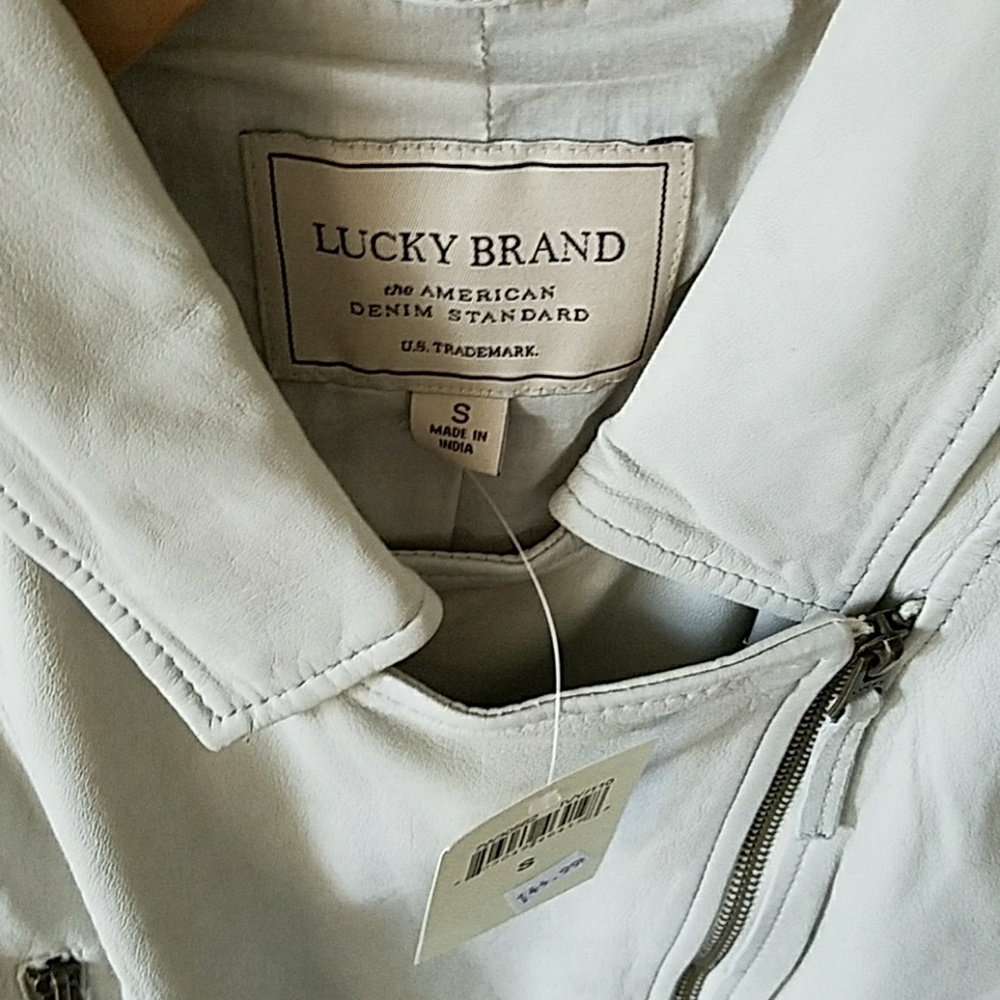 LUCKY BRAND
the AMERICAN
DENIM STANDARD
U.S. TRADEMARK.
S
MADE IN
INDIA
S